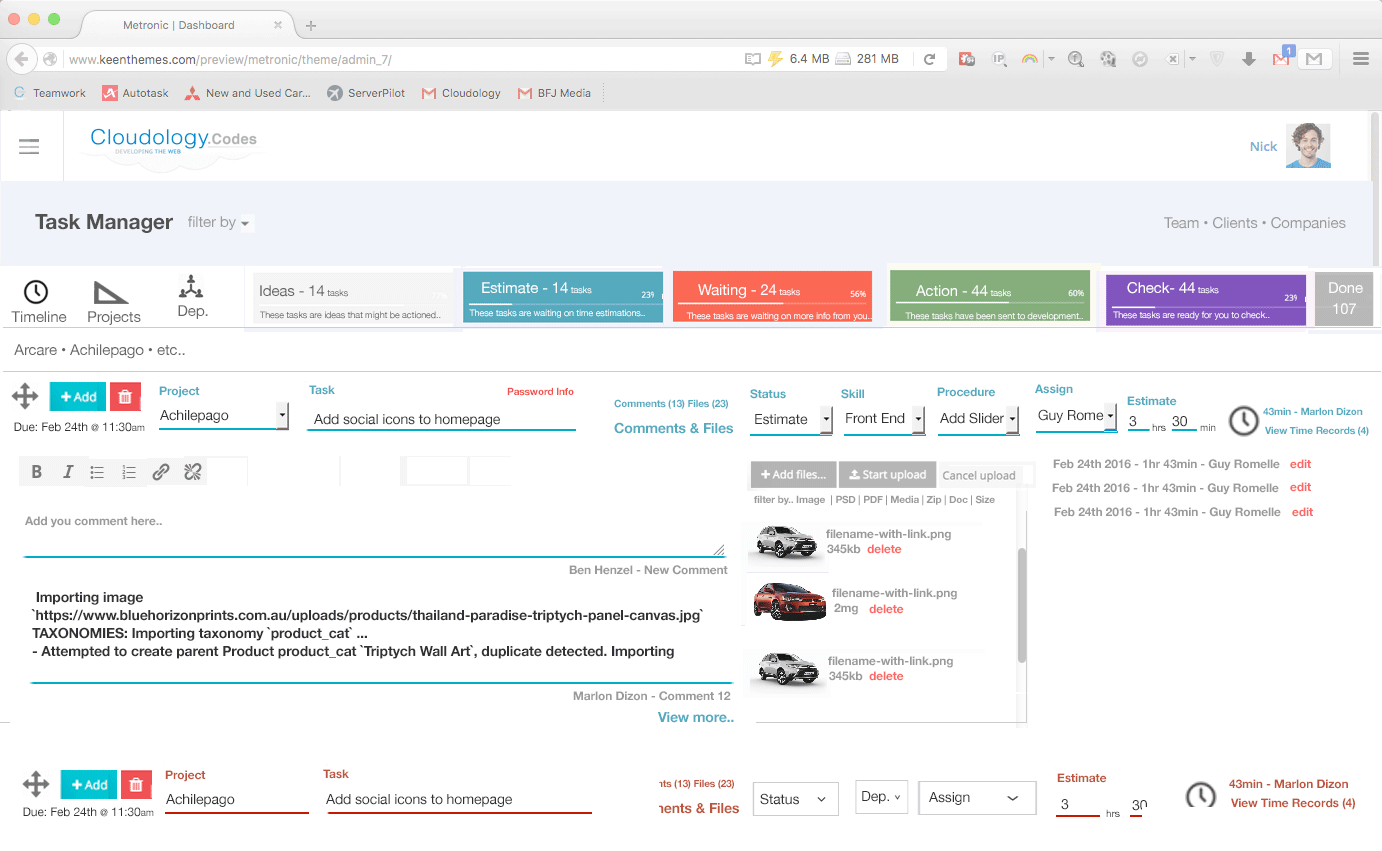 Metronic | Dashboard
www.keenthemes.com/preview/metronic/theme/admin_7/
6.4 MB
281 MB
1
Teamwork
Autotask
New and Used Car...
ServerPilot
Cloudology
BFJ Media
Cloudology.Codes
DEVELOPING THE WEB
Nick
Task Manager filter by
Team • Clients • Companies
Timeline
Projects
Dep.
Ideas - 14 tasks
77%
These tasks are ideas that might be actioned..
Estimate - 14 tasks
23%
These tasks are waiting on time estimations..
Waiting - 24 tasks
56%
These tasks are waiting on more info from you..
Action - 44 tasks
60%
These tasks have been sent to development..
Check- 44 tasks
23%
These tasks are ready for you to check..
Done
107
Arcare • Achilepago • etc..
Add
Due: Feb 24th @ 11:30am
Project
Achilepago
Task
Password Info
Add social icons to homepage
Comments (13) Files (23)
Comments & Files
Status
Estimate
Skill
Front End
Procedure
Add Slider
Assign
Guy Rome
Estimate
3 hrs 30 min
43min - Marlon Dizon
View Time Records (4)
B I
Add you comment here..
Ben Henzel - New Comment
Importing image
`https://www.bluehorizonprints.com.au/uploads/products/thailand-paradise-triptych-panel-canvas.jpg`
TAXONOMIES: Importing taxonomy `product_cat` ...
- Attempted to create parent Product product_cat `Triptych Wall Art`, duplicate detected. Importing
Marlon Dizon - Comment 12
View more..
Add files...
Start upload
Cancel upload
filter by.. Image | PSD | PDF | Media | Zip | Doc | Size
filename-with-link.png
345kb delete
filename-with-link.png
2mg delete
filename-with-link.png
345kb delete
Feb 24th 2016 - 1hr 43min - Guy Romelle edit
Feb 24th 2016 - 1hr 43min - Guy Romelle edit
Feb 24th 2016 - 1hr 43min - Guy Romelle edit
Add
Due: Feb 24th @ 11:30am
Project
Achilepago
Task
Add social icons to homepage
nts (13) Files (23)
ments & Files
Status
Dep.
Assign
Estimate
3 hrs 30
43min - Marlon Dizon
View Time Records (4)